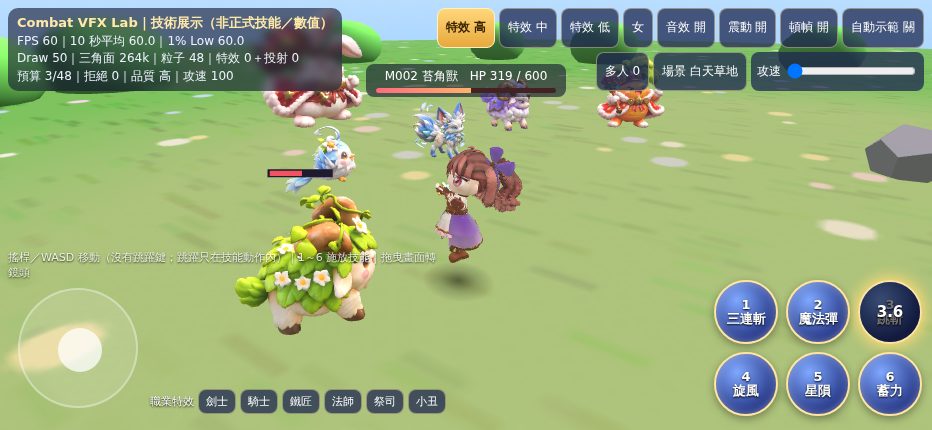 Combat VFX Lab｜技術展示（非正式技能／數值）
FPS 60｜10 秒平均 60.0｜1% Low 60.0
Draw 50｜三角面 264k｜粒子 48｜特效 0＋投射 0
預算 3/48｜拒絕 0｜品質 高｜攻速 100
特效 高
特效 中
特效 低
女
音效 開
震動 開
頓幀 開
自動示範 關
M002 苔角獸 HP 319 / 600
多人 0
場景 白天草地
攻速
搖桿／WASD 移動（沒有跳躍鍵；跳躍只在技能動作內）｜1～6 施放技能｜拖曳畫面轉
鏡頭
1
三連斬
2
魔法彈
3
跳斬
3.6
4
旋風
5
星隕
6
蓄力
職業特效
劍士
騎士
鐵匠
法師
祭司
小丑